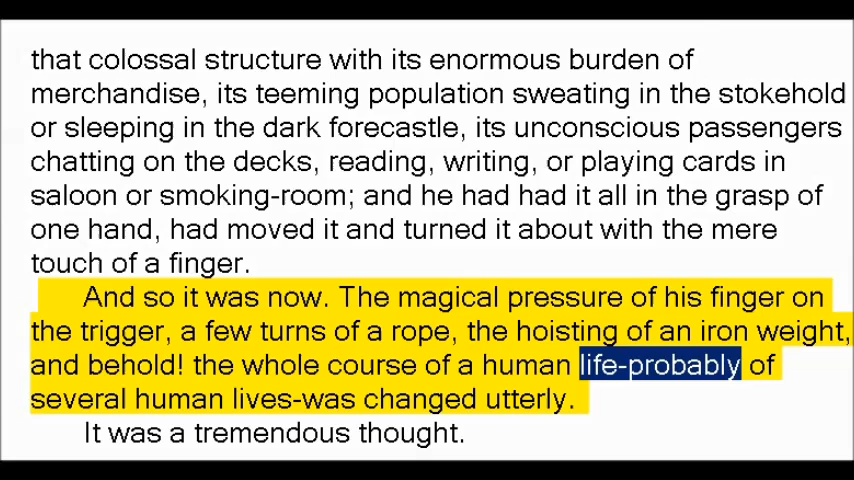 that colossal structure with its enormous burden of
merchandise, its teeming population sweating in the stokehold
or sleeping in the dark forecastle, its unconscious passengers
chatting on the decks, reading, writing, or playing cards in
saloon or smoking-room; and he had had it all in the grasp of
one hand, had moved it and turned it about with the mere
touch of a finger.
And so it was now. The magical pressure of his finger on
the trigger, a few turns of a rope, the hoisting of an iron weight,
and behold! the whole course of a human life-probably of
several human lives-was changed utterly.
It was a tremendous thought.